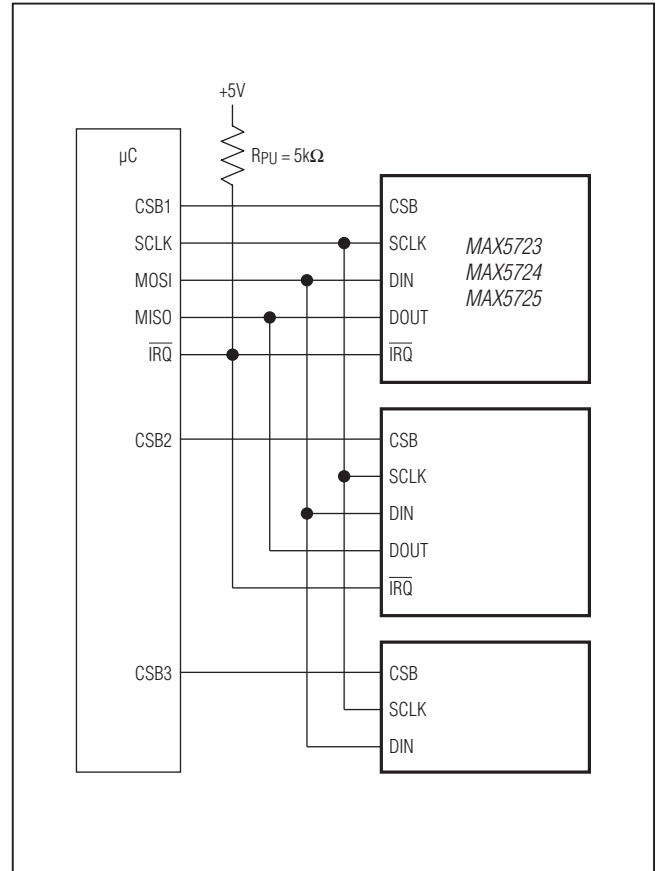 +5V
RPU = 5kΩ
µC
CSB1
SCLK
MOSI
MISO
IRQ
CSB2
CSB3
CSB
SCLK
DIN
DOUT
IRQ
MAX5723
MAX5724
MAX5725
CSB
SCLK
DIN
DOUT
IRQ
CSB
SCLK
DIN